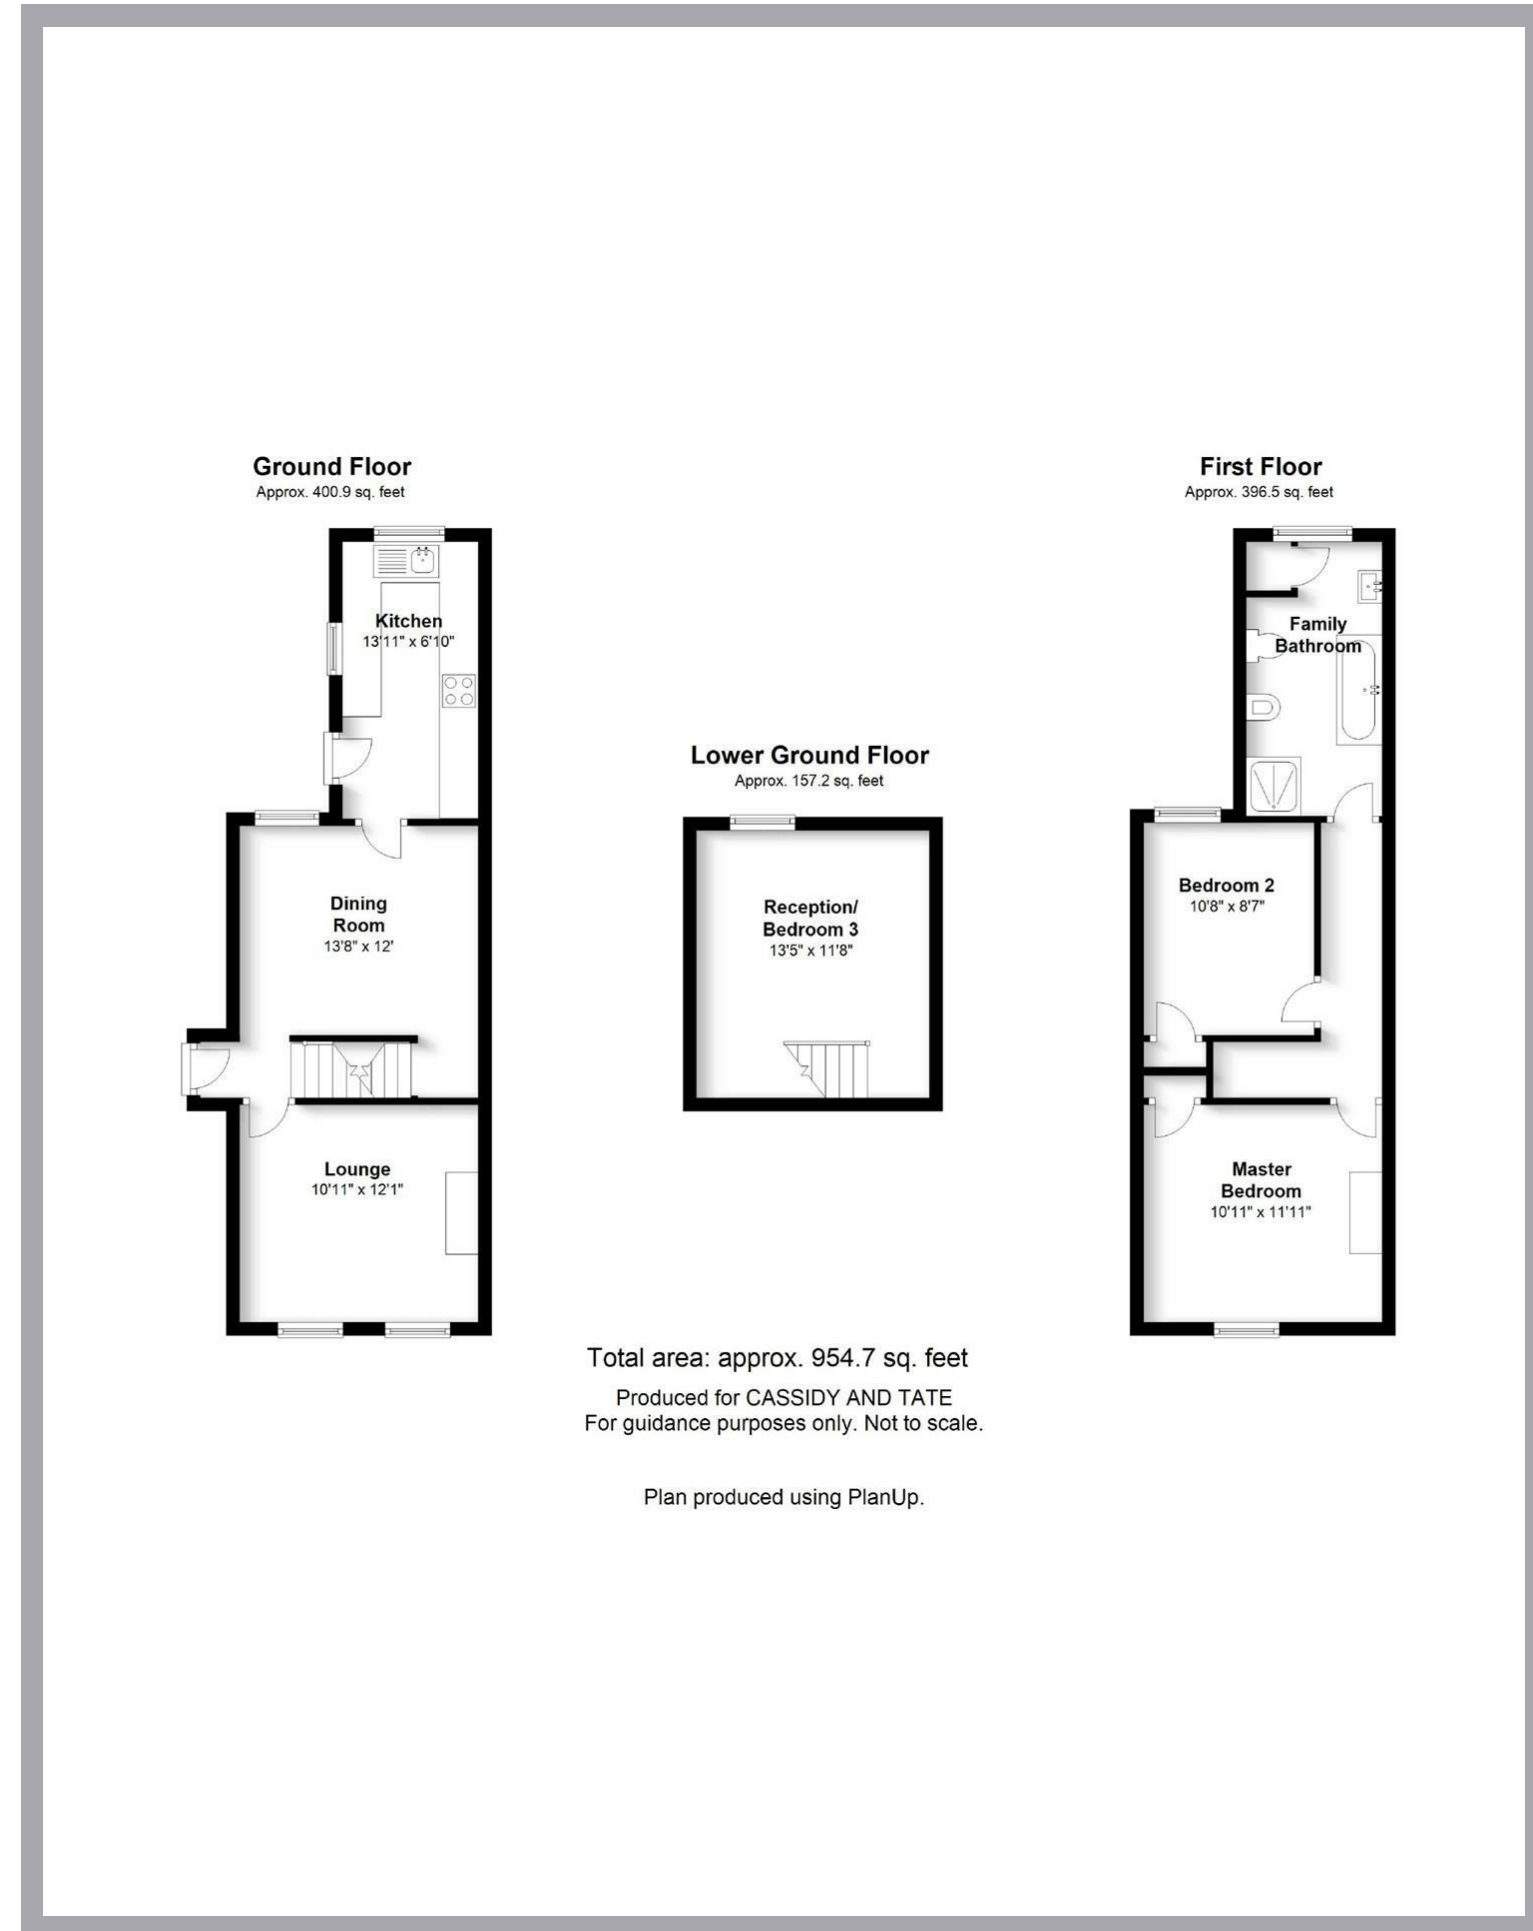 Ground Floor
Approx. 400.9 sq. feet
Kitchen
13'11" x 6'10"
Dining
Room
13'8" x 12'
Lounge
10'11" x 12'1"
Lower Ground Floor
Approx. 157.2 sq. feet
Reception/
Bedroom 3
13'5" x 11'8"
First Floor
Approx. 396.5 sq. feet
Family
Bathroom
Bedroom 2
10'8" x 8'7"
Master
Bedroom
10'11" x 11'11"
Total area: approx. 954.7 sq. feet
Produced for CASSIDY AND TATE
For guidance purposes only. Not to scale.
Plan produced using PlanUp.